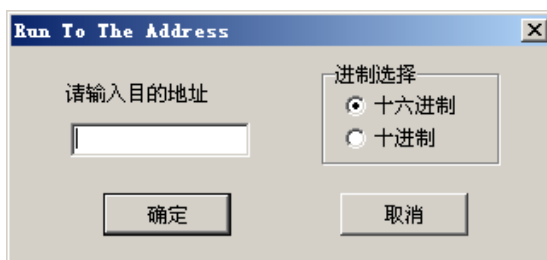 Run To The Address
请输入目的地址
进制选择
十六进制
十进制
确定
取消